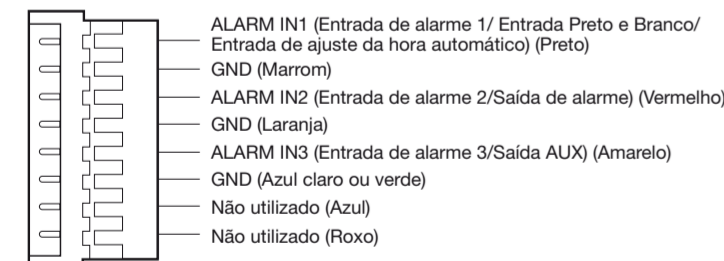 ALARM IN1 (Entrada de alarme 1/ Entrada Preto e Branco/
Entrada de ajuste da hora automático) (Preto)
GND (Marrom)
ALARM IN2 (Entrada de alarme 2/Saída de alarme) (Vermelho)
GND (Laranja)
ALARM IN3 (Entrada de alarme 3/Saída AUX) (Amarelo)
GND (Azul claro ou verde)
Não utilizado (Azul)
Não utilizado (Roxo)